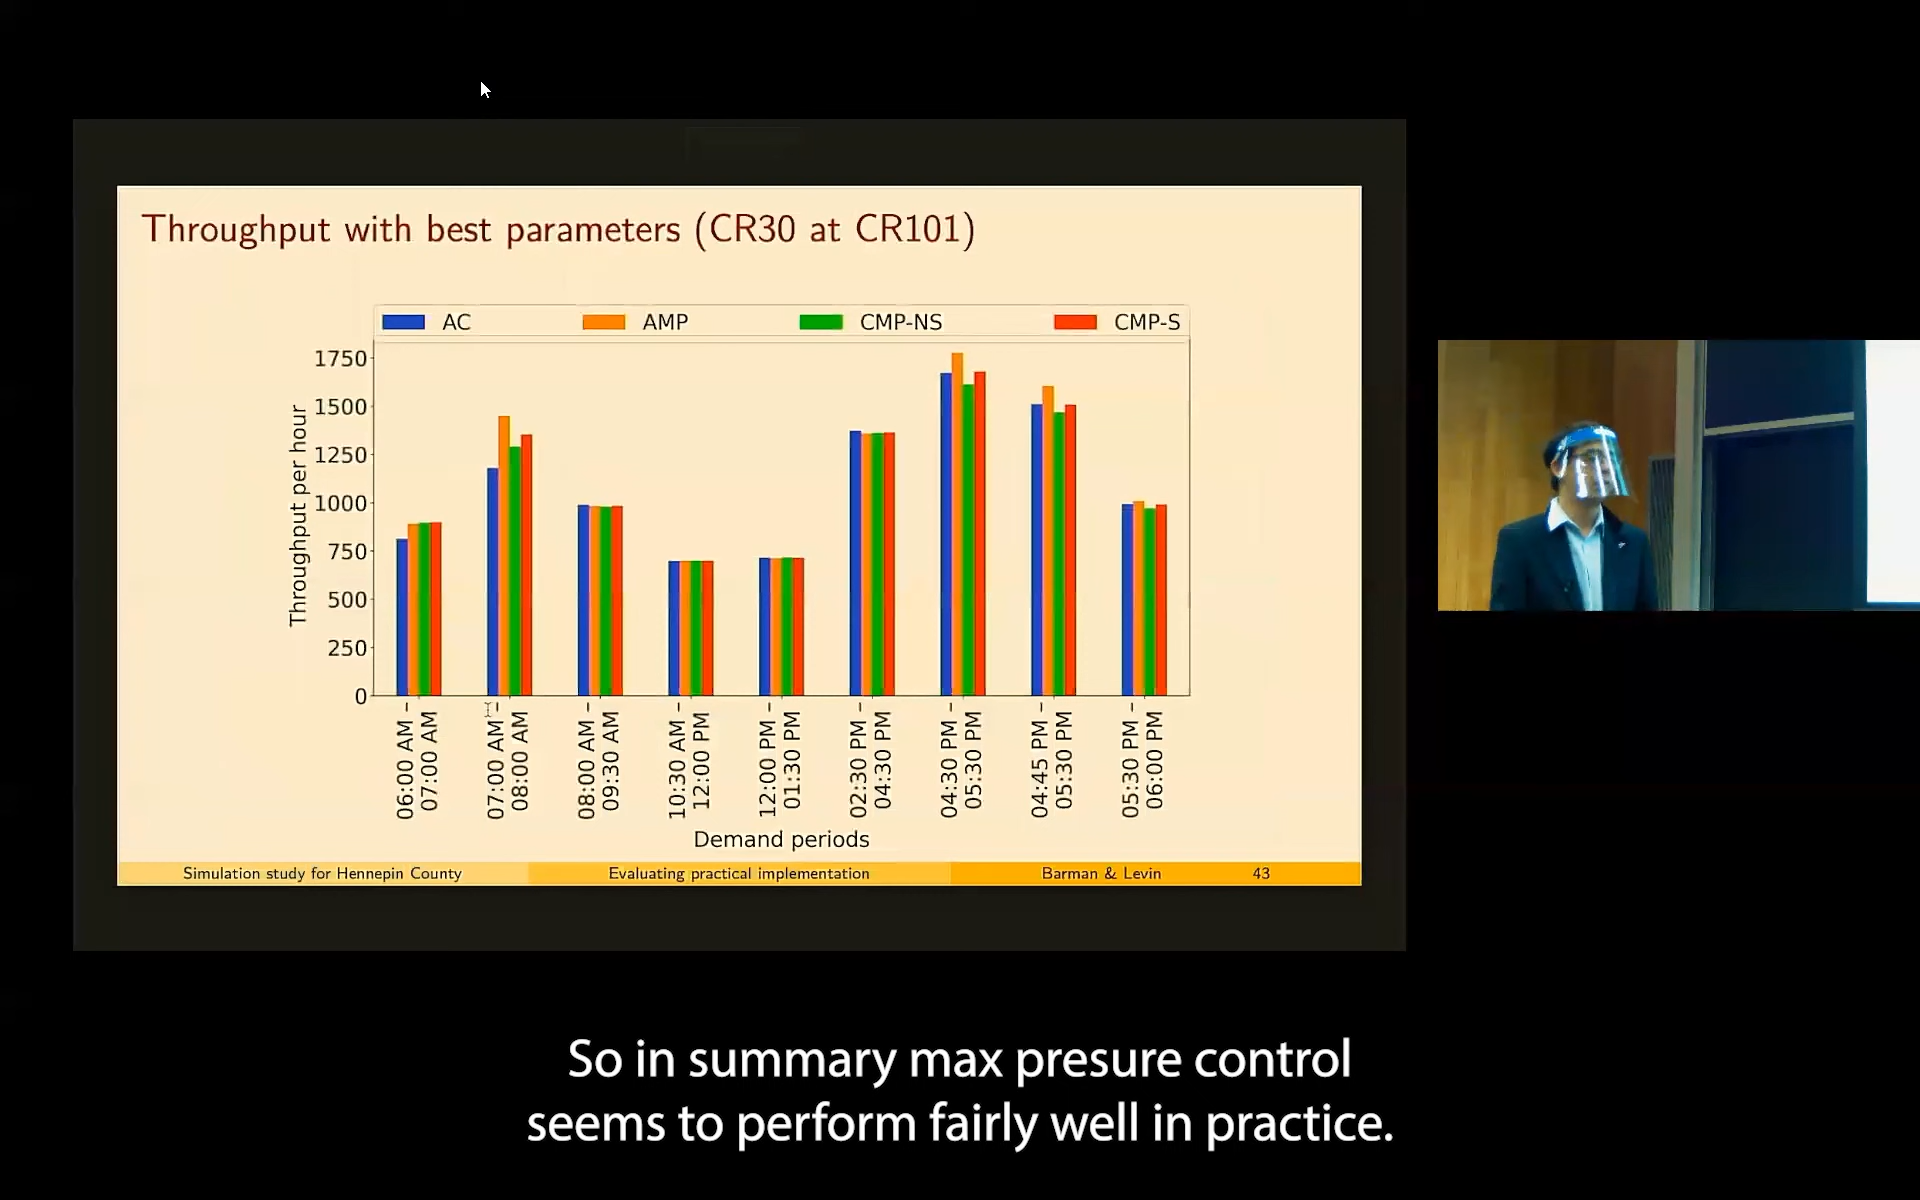 Throughput with best parameters (CR30 at CR101)
AC AMP CMP-NS CMP-S
Throughput per hour
1750
1500
1250
1000
750
500
250
0
06:00 AM –
07:00 AM
07:00 AM –
08:00 AM
08:00 AM –
09:30 AM
10:30 AM –
12:00 PM
12:00 PM –
01:30 PM
02:30 PM –
04:30 PM
04:30 PM –
05:30 PM
04:45 PM –
05:30 PM
05:30 PM –
06:00 PM
Demand periods
Simulation study for Hennepin County Evaluating practical implementation Barman & Levin 43
So in summary max presure control
seems to perform fairly well in practice.